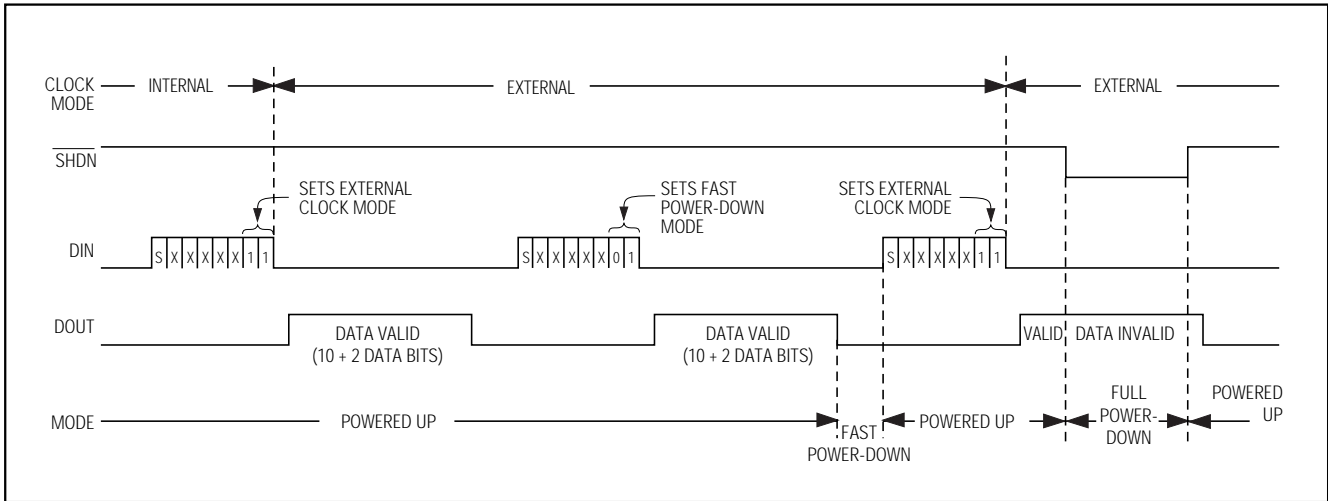 CLOCK
MODE
INTERNAL
EXTERNAL
EXTERNAL
SHDN
SETS EXTERNAL
CLOCK MODE
SETS FAST
POWER-DOWN
MODE
SETS EXTERNAL
CLOCK MODE
DIN
S X X X X X 1 1
S X X X X X 0 1
S X X X X X 1 1
DOUT
DATA VALID
(10 + 2 DATA BITS)
DATA VALID
(10 + 2 DATA BITS)
VALID
DATA INVALID
MODE
POWERED UP
FAST
POWER-DOWN
POWERED UP
FULL
POWER-
DOWN
POWERED
UP